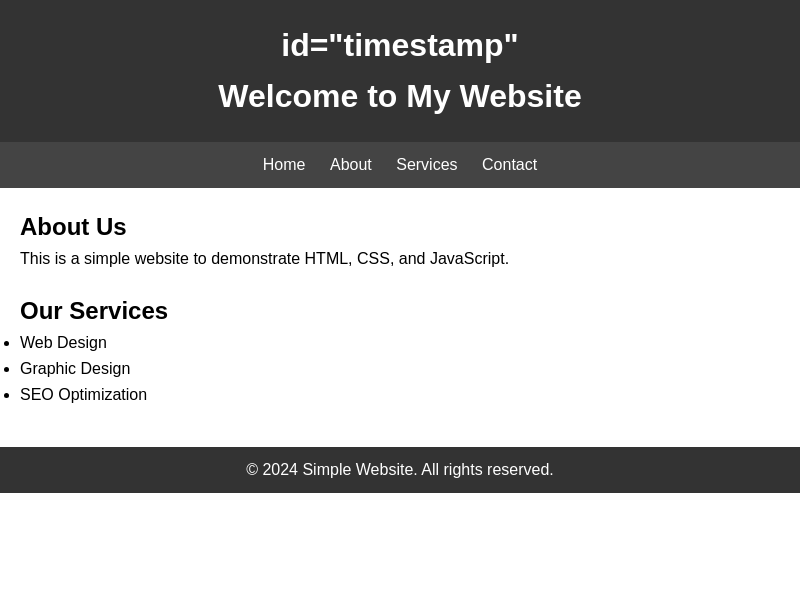 id="timestamp"
Welcome to My Website
Home About Services Contact
About Us
This is a simple website to demonstrate HTML, CSS, and JavaScript.
Our Services
• Web Design
• Graphic Design
• SEO Optimization
© 2024 Simple Website. All rights reserved.